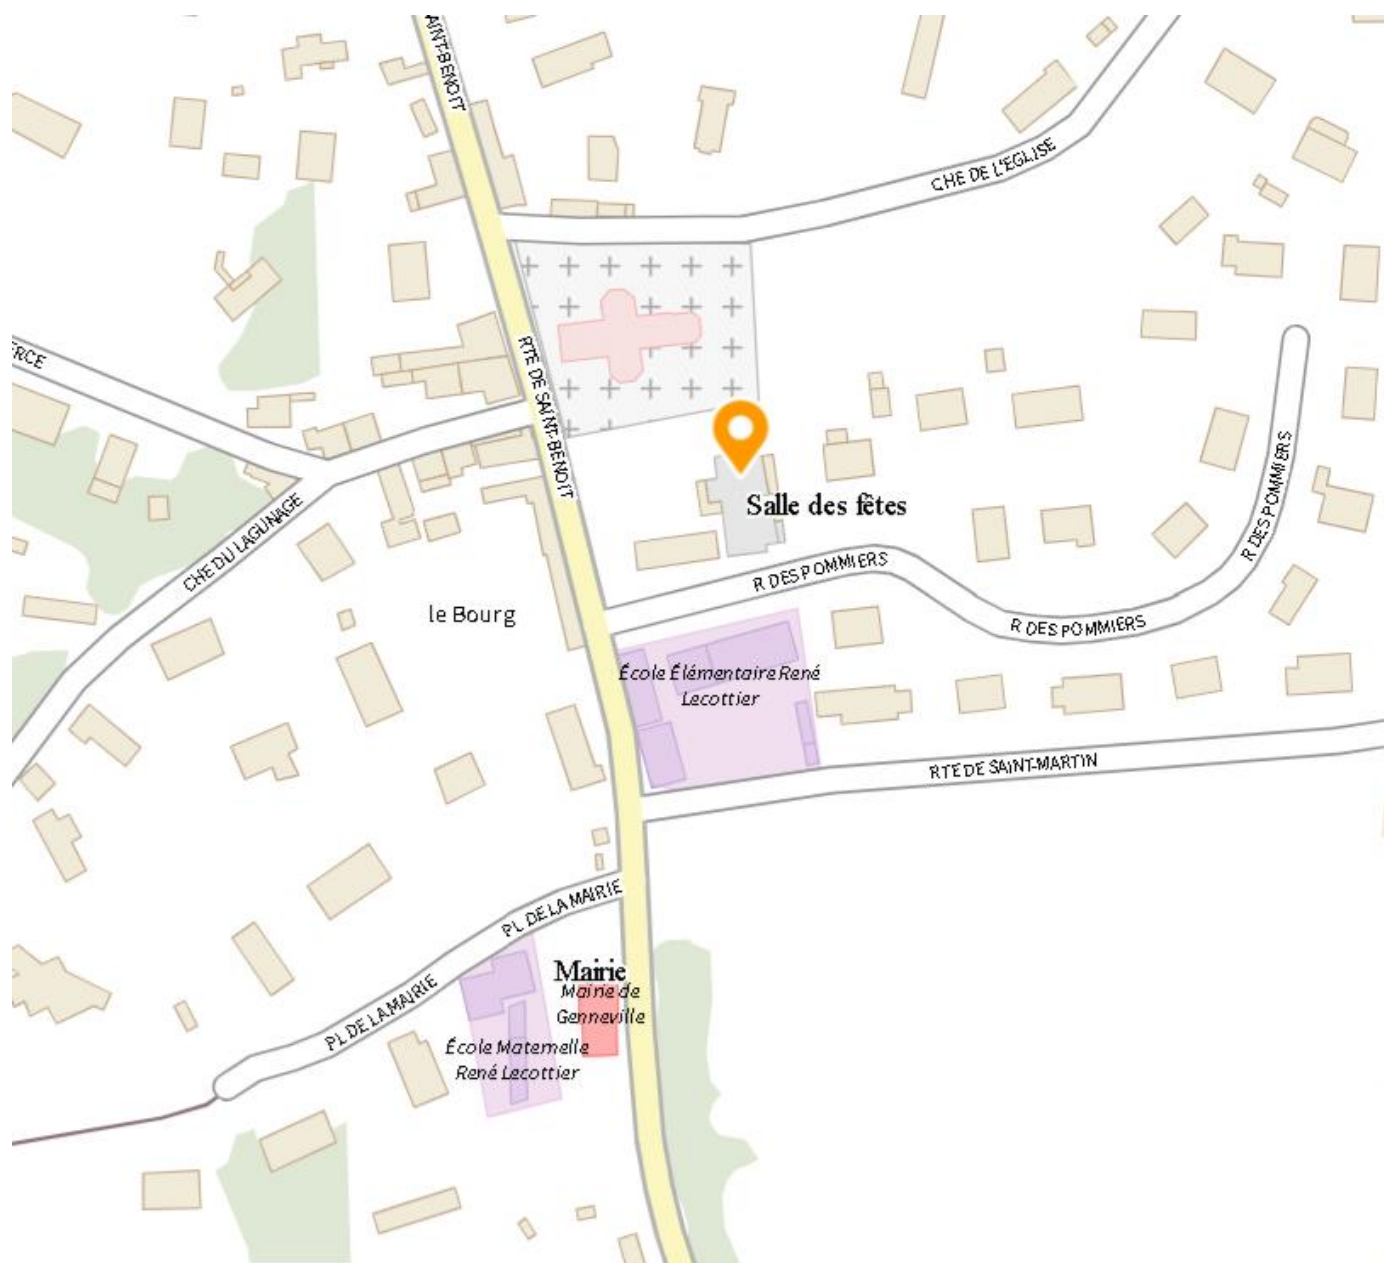 AINT-BENOIT
CHE DE L'EGLISE
RCE
RTE DE SAINT-BENOIT
R DES POMMIERS
CHE DU LAGUNAGE
Salle des fêtes
R DES POMMIERS
le Bourg
R DES POMMIERS
École Élémentaire René
Lecottier
RTE DE SAINT-MARTIN
PL DE LA MAIRIE
Mairie
Mairie de
Genneville
PL DE LA MAIRIE
École Maternelle
René Lecottier